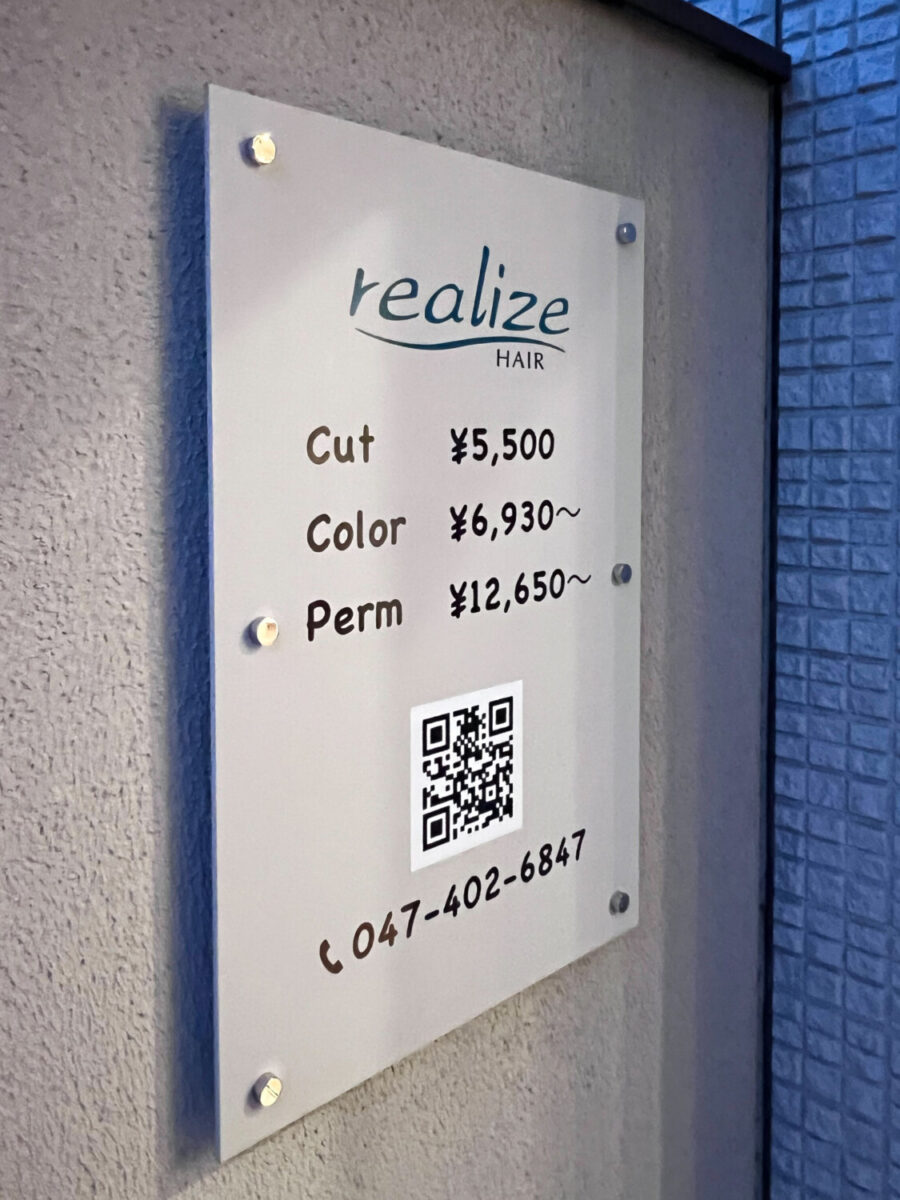 realize
HAIR
Cut ¥5,500
Color ¥6,930〜
Perm ¥12,650〜
047-402-6847